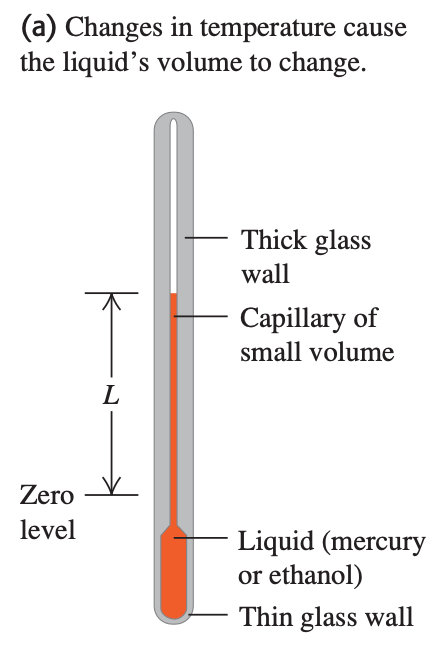 (a) Changes in temperature cause
the liquid's volume to change.
Thick glass
wall
Capillary of
small volume
L
Zero
level
Liquid (mercury
or ethanol)
Thin glass wall